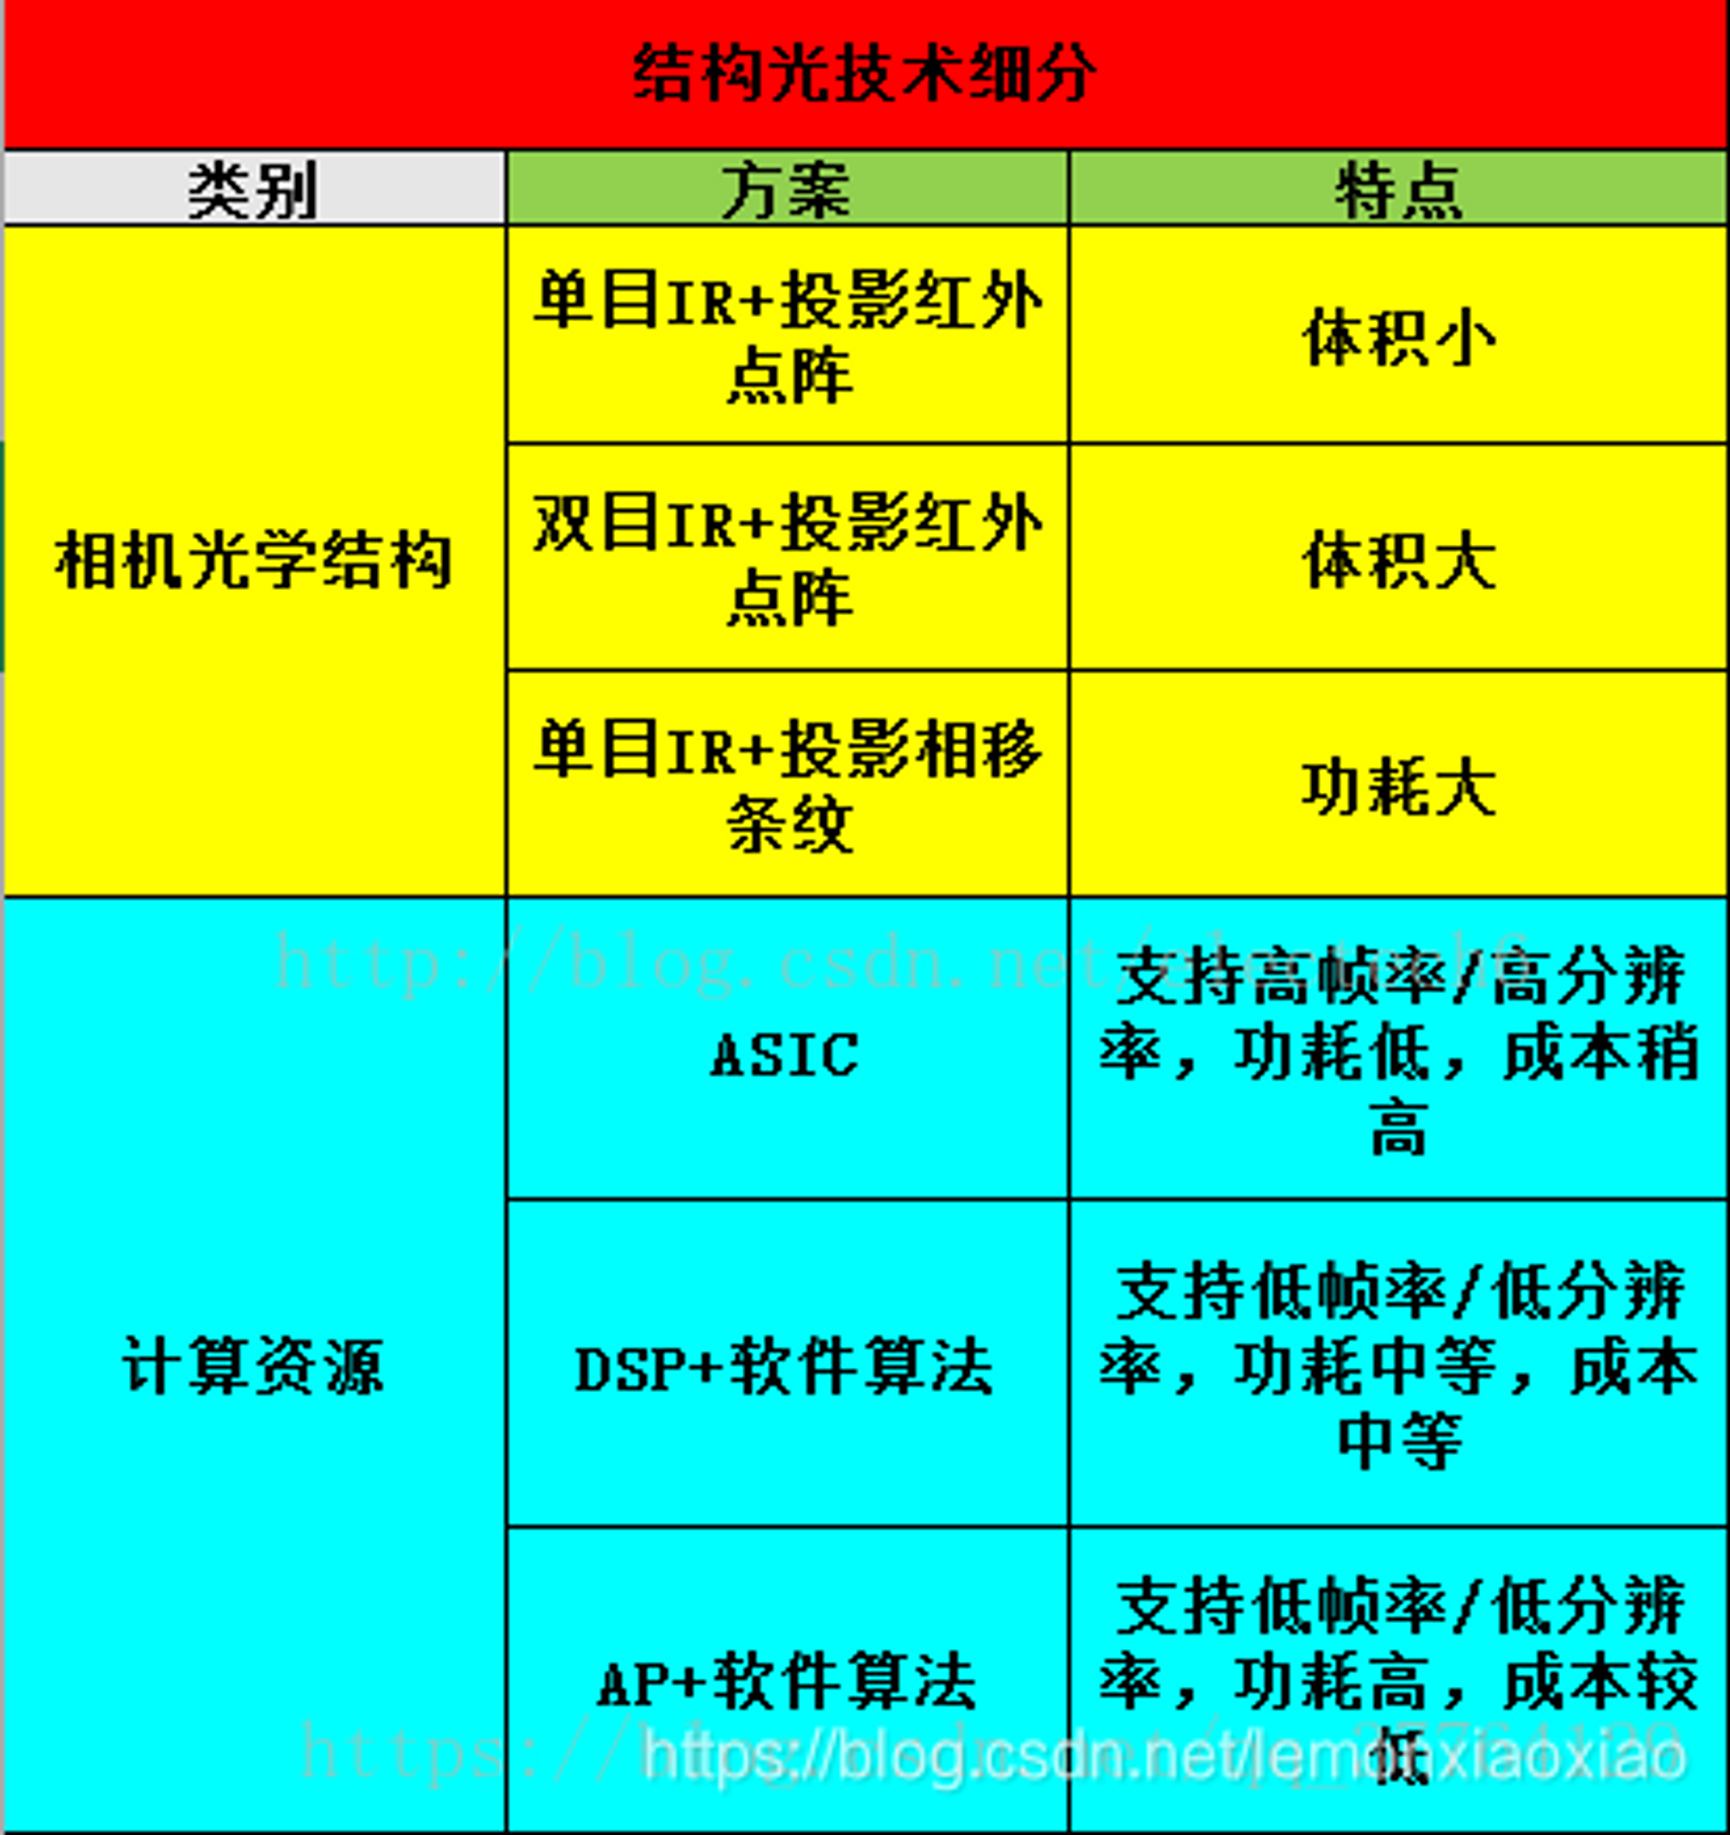 结构光技术细分
类别
方案
特点
相机光学结构
单目IR+投影红外
点阵
体积小
双目IR+投影红外
点阵
体积大
单目IR+投影相移
条纹
功耗大
计算资源
http://blog.csdn.net/
ASIC
支持高帧率/高分辨
率，功耗低，成本稍
高
DSP+软件算法
支持低帧率/低分辨
率，功耗中等，成本
中等
AP+软件算法
支持低帧率/低分辨
率，功耗高，成本较
低
https://blog.csdn.net/lemonxiaoxiao